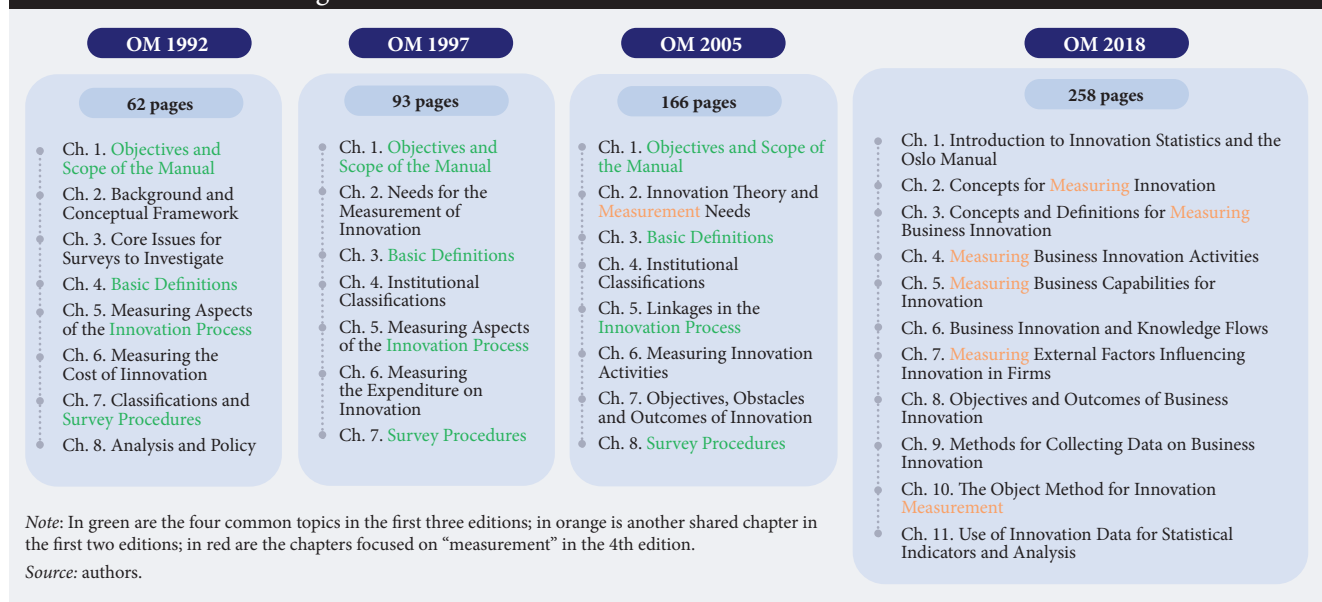 OM 1992
62 pages
Ch. 1. Objectives and
Scope of the Manual
Ch. 2. Background and
Conceptual Framework
Ch. 3. Core Issues for
Surveys to Investigate
Ch. 4. Basic Definitions
Ch. 5. Measuring Aspects
of the Innovation Process
Ch. 6. Measuring the
Cost of Iinnovation
Ch. 7. Classifications and
Survey Procedures
Ch. 8. Analysis and Policy
OM 1997
93 pages
Ch. 1. Objectives and
Scope of the Manual
Ch. 2. Needs for the
Measurement of
Innovation
Ch. 3. Basic Definitions
Ch. 4. Institutional
Classifications
Ch. 5. Measuring Aspects
of the Innovation Process
Ch. 6. Measuring
the Expenditure on
Innovation
Ch. 7. Survey Procedures
OM 2005
166 pages
Ch. 1. Objectives and Scope of
the Manual
Ch. 2. Innovation Theory and
Measurement Needs
Ch. 3. Basic Definitions
Ch. 4. Institutional
Classifications
Ch. 5. Linkages in the
Innovation Process
Ch. 6. Measuring Innovation
Activities
Ch. 7. Objectives, Obstacles
and Outcomes of Innovation
Ch. 8. Survey Procedures
OM 2018
258 pages
Ch. 1. Introduction to Innovation Statistics and the
Oslo Manual
Ch. 2. Concepts for Measuring Innovation
Ch. 3. Concepts and Definitions for Measuring
Business Innovation
Ch. 4. Measuring Business Innovation Activities
Ch. 5. Measuring Business Capabilities for
Innovation
Ch. 6. Business Innovation and Knowledge Flows
Ch. 7. Measuring External Factors Influencing
Innovation in Firms
Ch. 8. Objectives and Outcomes of Business
Innovation
Ch. 9. Methods for Collecting Data on Business
Innovation
Ch. 10. The Object Method for Innovation
Measurement
Ch. 11. Use of Innovation Data for Statistical
Indicators and Analysis
Note: In green are the four common topics in the first three editions; in orange is another shared chapter in
the first two editions; in red are the chapters focused on “measurement” in the 4th edition.
Source: authors.